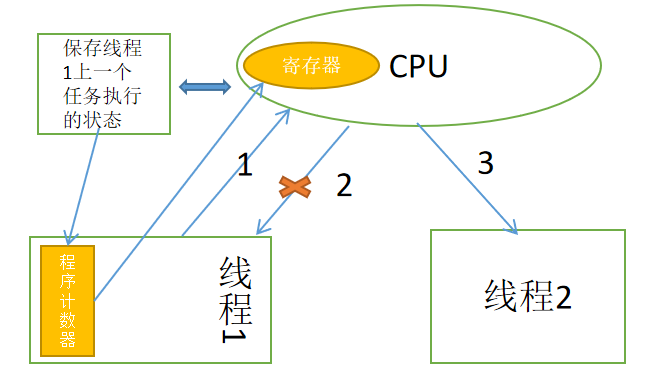 保存线程
1上一个
任务执行
的状态
寄存器
CPU
1
2
3
程序计数器
线程1
线程2